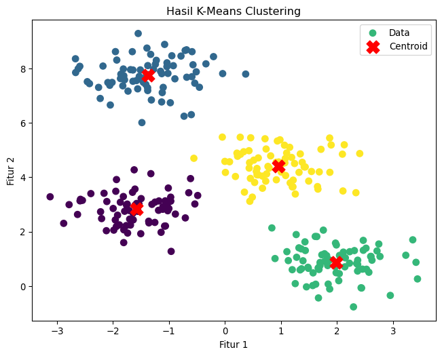 Hasil K-Means Clustering
Data
Centroid
Fitur 2
8
6
4
2
0
−3
−2
−1
0
1
2
3
Fitur 1